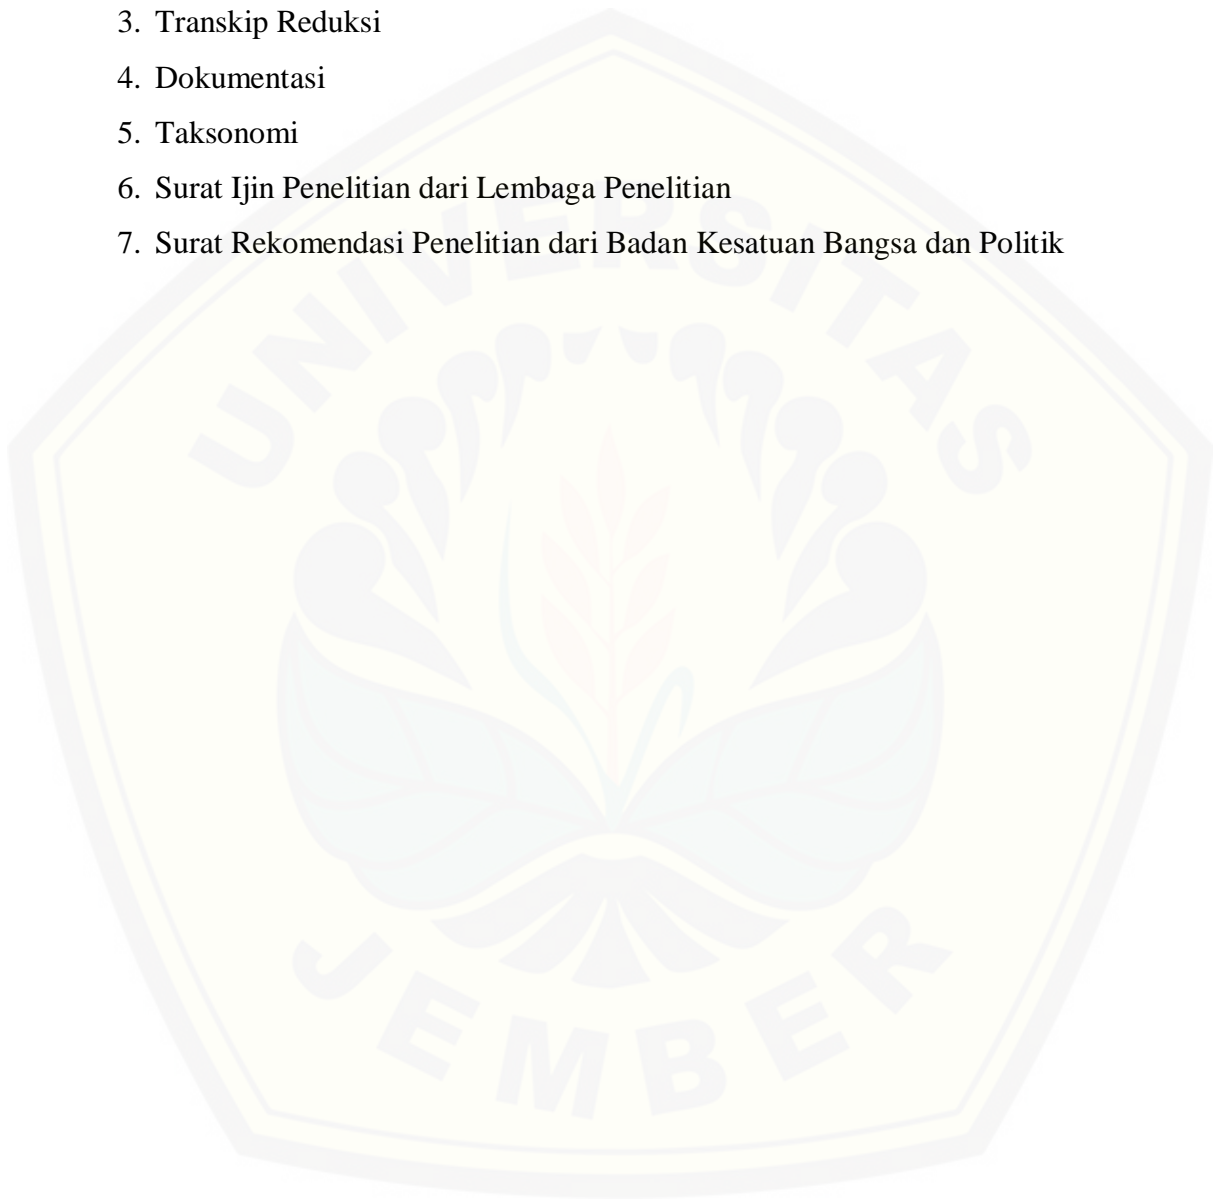 3. Transkip Reduksi
4. Dokumentasi
5. Taksonomi
6. Surat Ijin Penelitian dari Lembaga Penelitian
7. Surat Rekomendasi Penelitian dari Badan Kesatuan Bangsa dan Politik
UNIVERSITAS
JEMBER